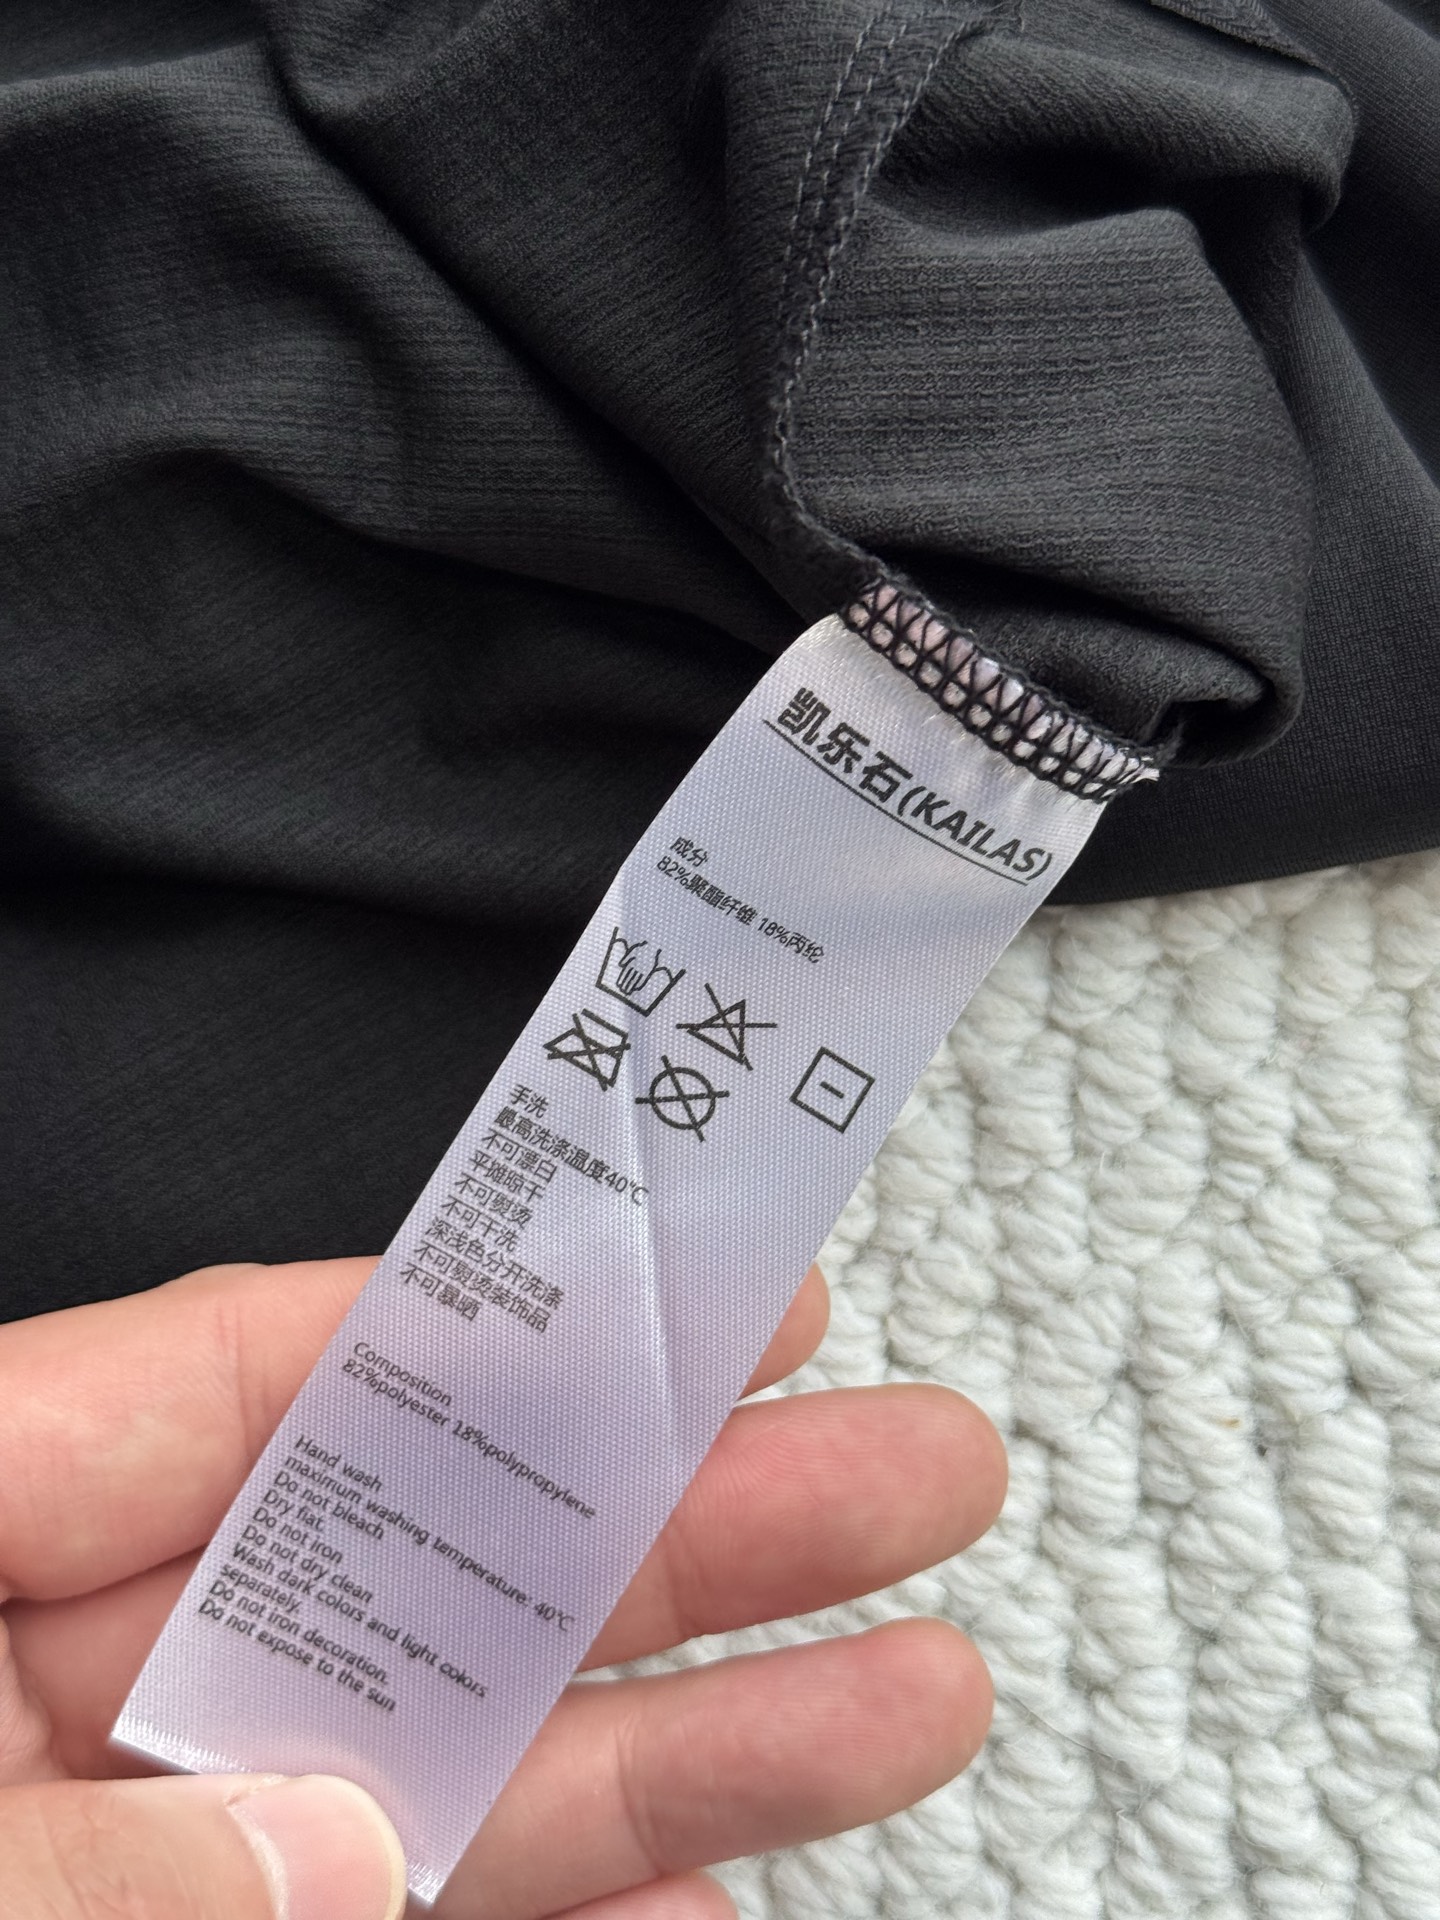 凯乐石(KAILAS)
成分
82%聚酯纤维 18%丙纶
手洗
最高洗涤温度40℃
不可漂白
平摊晾干
不可熨烫
不可干洗
深浅色分开洗涤
不可熨烫装饰品
不可暴晒
Composition
82%polyester 18%polypropylene
Hand wash
maximum washing temperature: 40℃
Do not bleach
Dry flat.
Do not iron
Do not dry clean
Wash dark colors and light colors
separately.
Do not iron decoration.
Do not expose to the sun